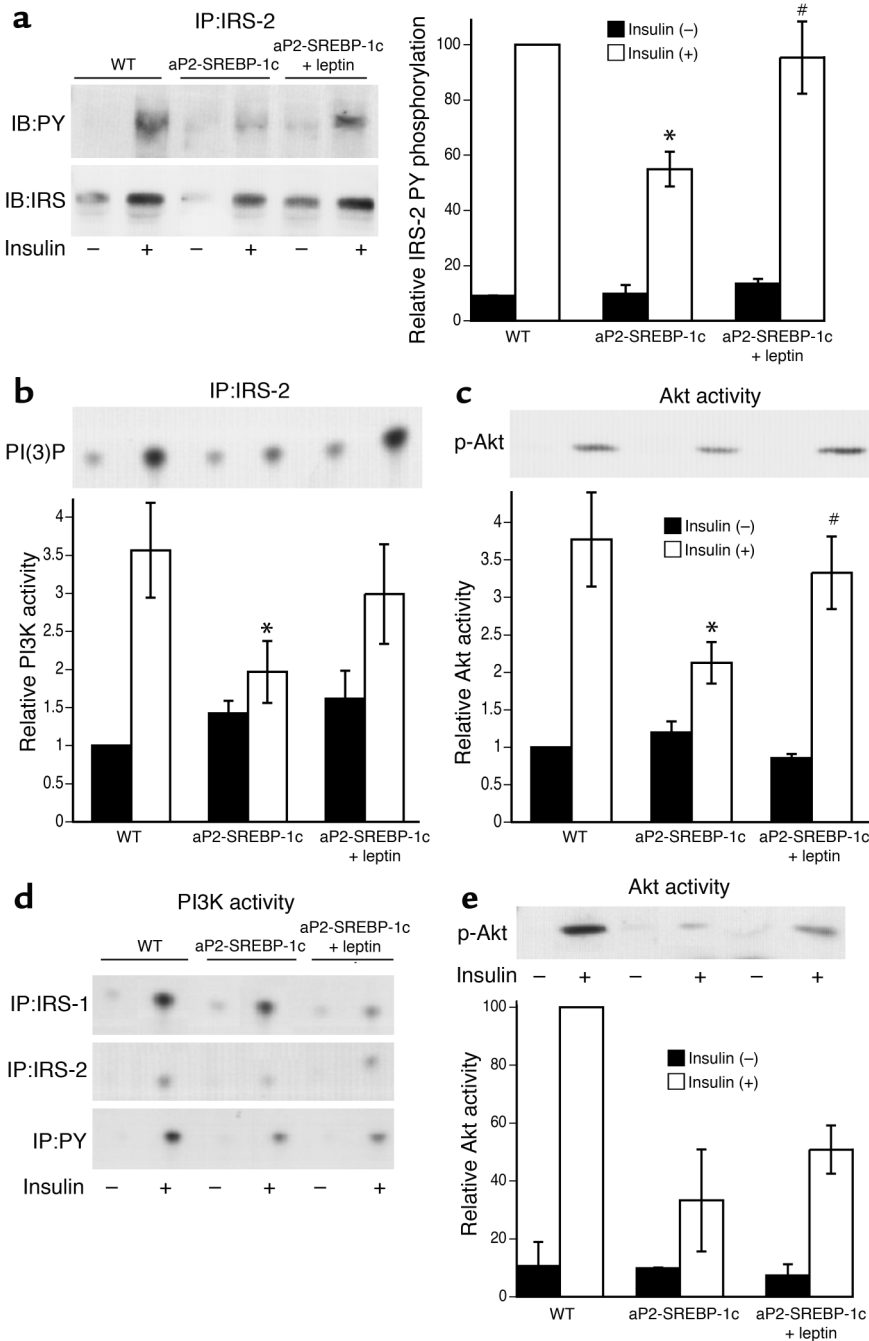 a
IP:IRS-2
WT
aP2-SREBP-1c
aP2-SREBP-1c
+ leptin
IB:PY
IB:IRS
Insulin – + – + – +
Relative IRS-2 PY phosphorylation
100
80
60
40
20
0
Insulin (–)
Insulin (+)
*
#
WT
aP2-SREBP-1c
aP2-SREBP-1c
+ leptin
b
IP:IRS-2
PI(3)P
Relative PI3K activity
4
3.5
3
2.5
2
1.5
1
0.5
0
*
WT
aP2-SREBP-1c
aP2-SREBP-1c
+ leptin
c
Akt activity
p-Akt
Relative Akt activity
4
3.5
3
2.5
2
1.5
1
0.5
0
Insulin (–)
Insulin (+)
*
#
WT
aP2-SREBP-1c
aP2-SREBP-1c
+ leptin
d
PI3K activity
WT
aP2-SREBP-1c
aP2-SREBP-1c
+ leptin
IP:IRS-1
IP:IRS-2
IP:PY
Insulin – + – + – +
e
Akt activity
p-Akt
Insulin – + – + – +
Relative Akt activity
100
80
60
40
20
0
Insulin (–)
Insulin (+)
WT
aP2-SREBP-1c
aP2-SREBP-1c
+ leptin